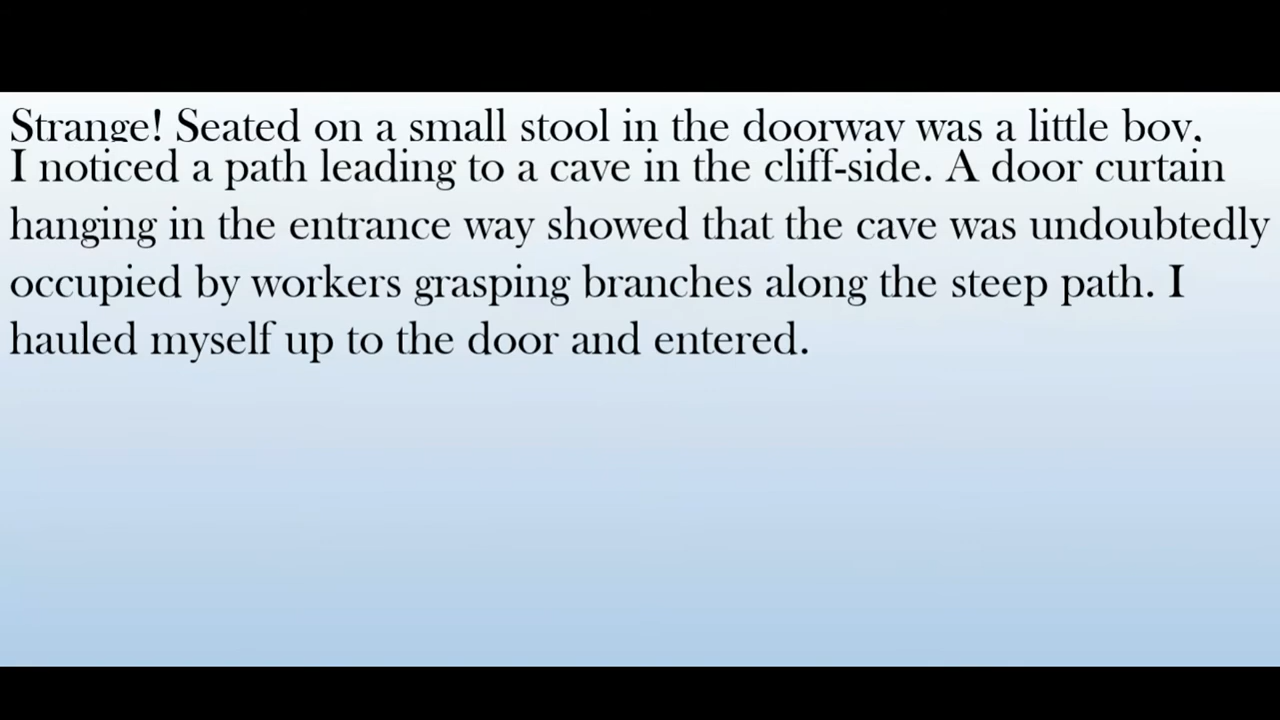 Strange! Seated on a small stool in the doorway was a little boy.
I noticed a path leading to a cave in the cliff-side. A door curtain
hanging in the entrance way showed that the cave was undoubtedly
occupied by workers grasping branches along the steep path. I
hauled myself up to the door and entered.